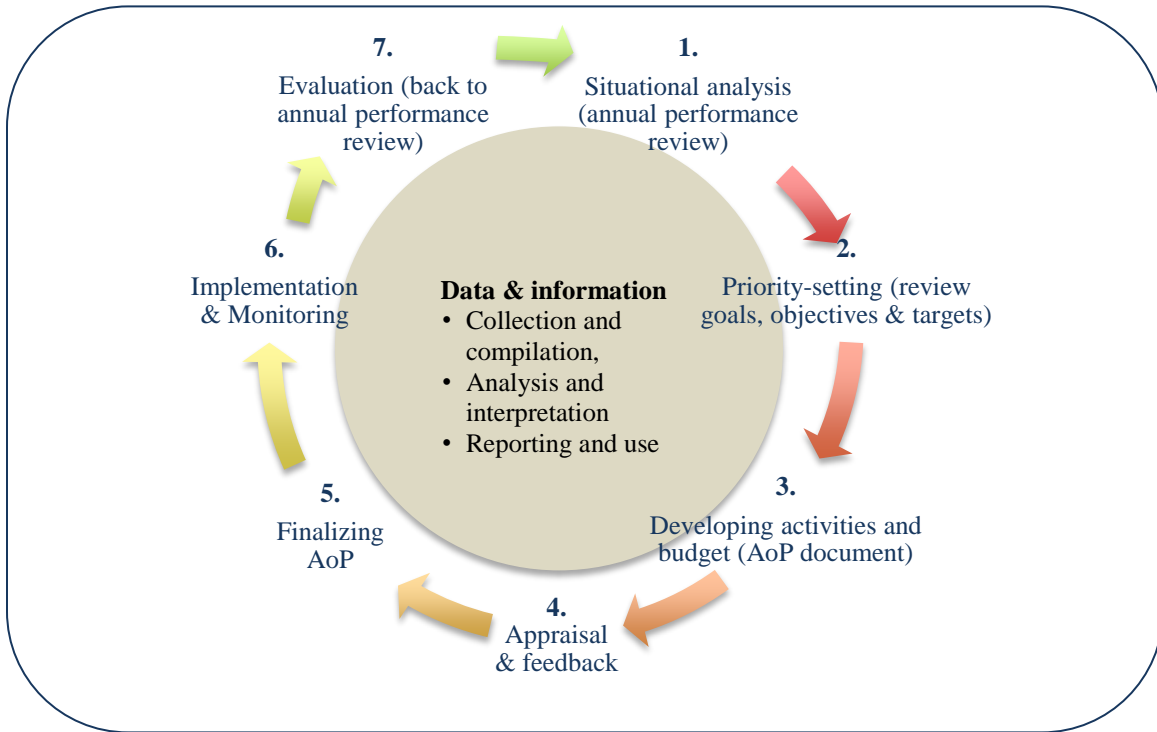 1.
Situational analysis
(annual performance
review)
2.
Priority-setting (review
goals, objectives & targets)
3.
Developing activities and
budget (AoP document)
4.
Appraisal
& feedback
5.
Finalizing
AoP
6.
Implementation
& Monitoring
7.
Evaluation (back to
annual performance
review)
Data & information
• Collection and
compilation,
• Analysis and
interpretation
• Reporting and use